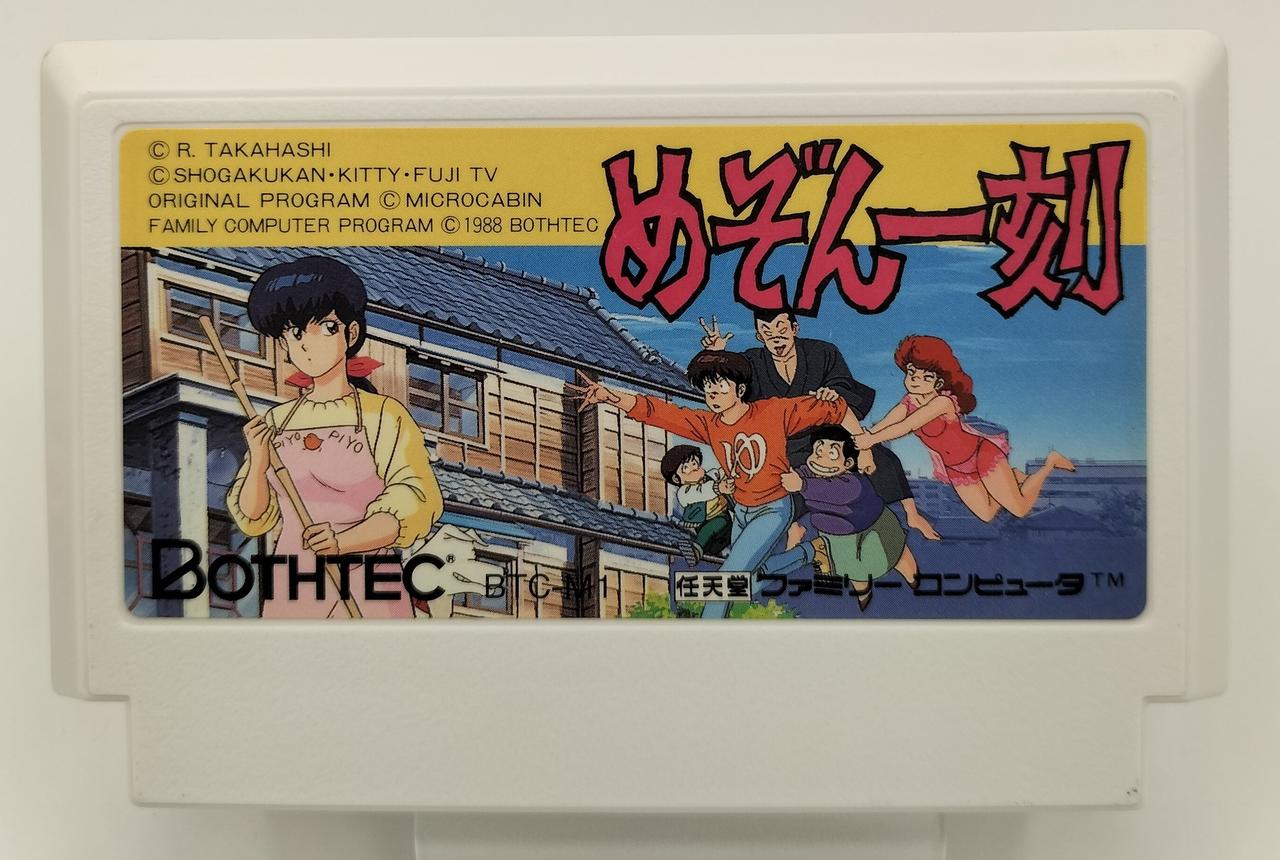 © R. TAKAHASHI
© SHOGAKUKAN・KITTY・FUJI TV
ORIGINAL PROGRAM © MICROCABIN
FAMILY COMPUTER PROGRAM © 1988 BOTHTEC
めぞん一刻
PIYO PIYO
ゆ
BOTHTEC® BTC-M1 任天堂 ファミリーコンピュータ™